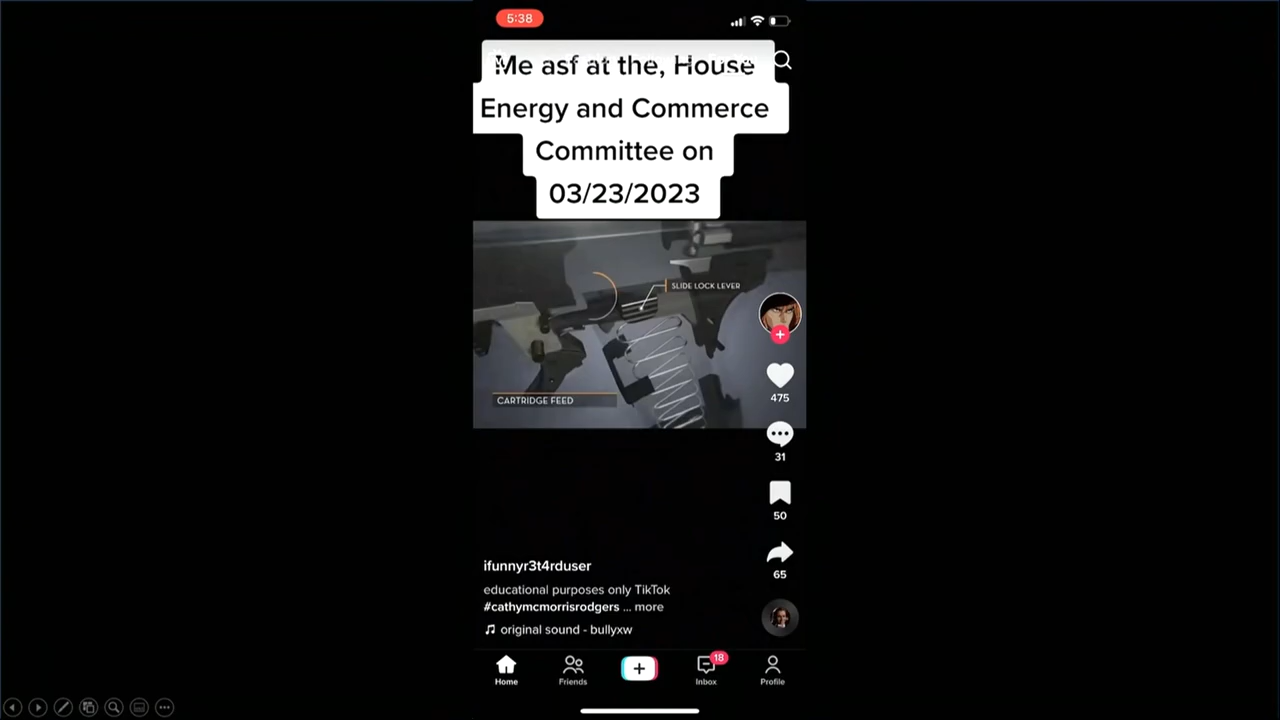 5:38
Me asf at the, House
Energy and Commerce
Committee on
03/23/2023
SLIDE LOCK LEVER
CARTRIDGE FEED
475
31
50
65
ifunnyr3t4rduser
educational purposes only TikTok
#cathymcmorrisrodgers ... more
original sound - bullyxw
Home
Friends
18
Inbox
Profile